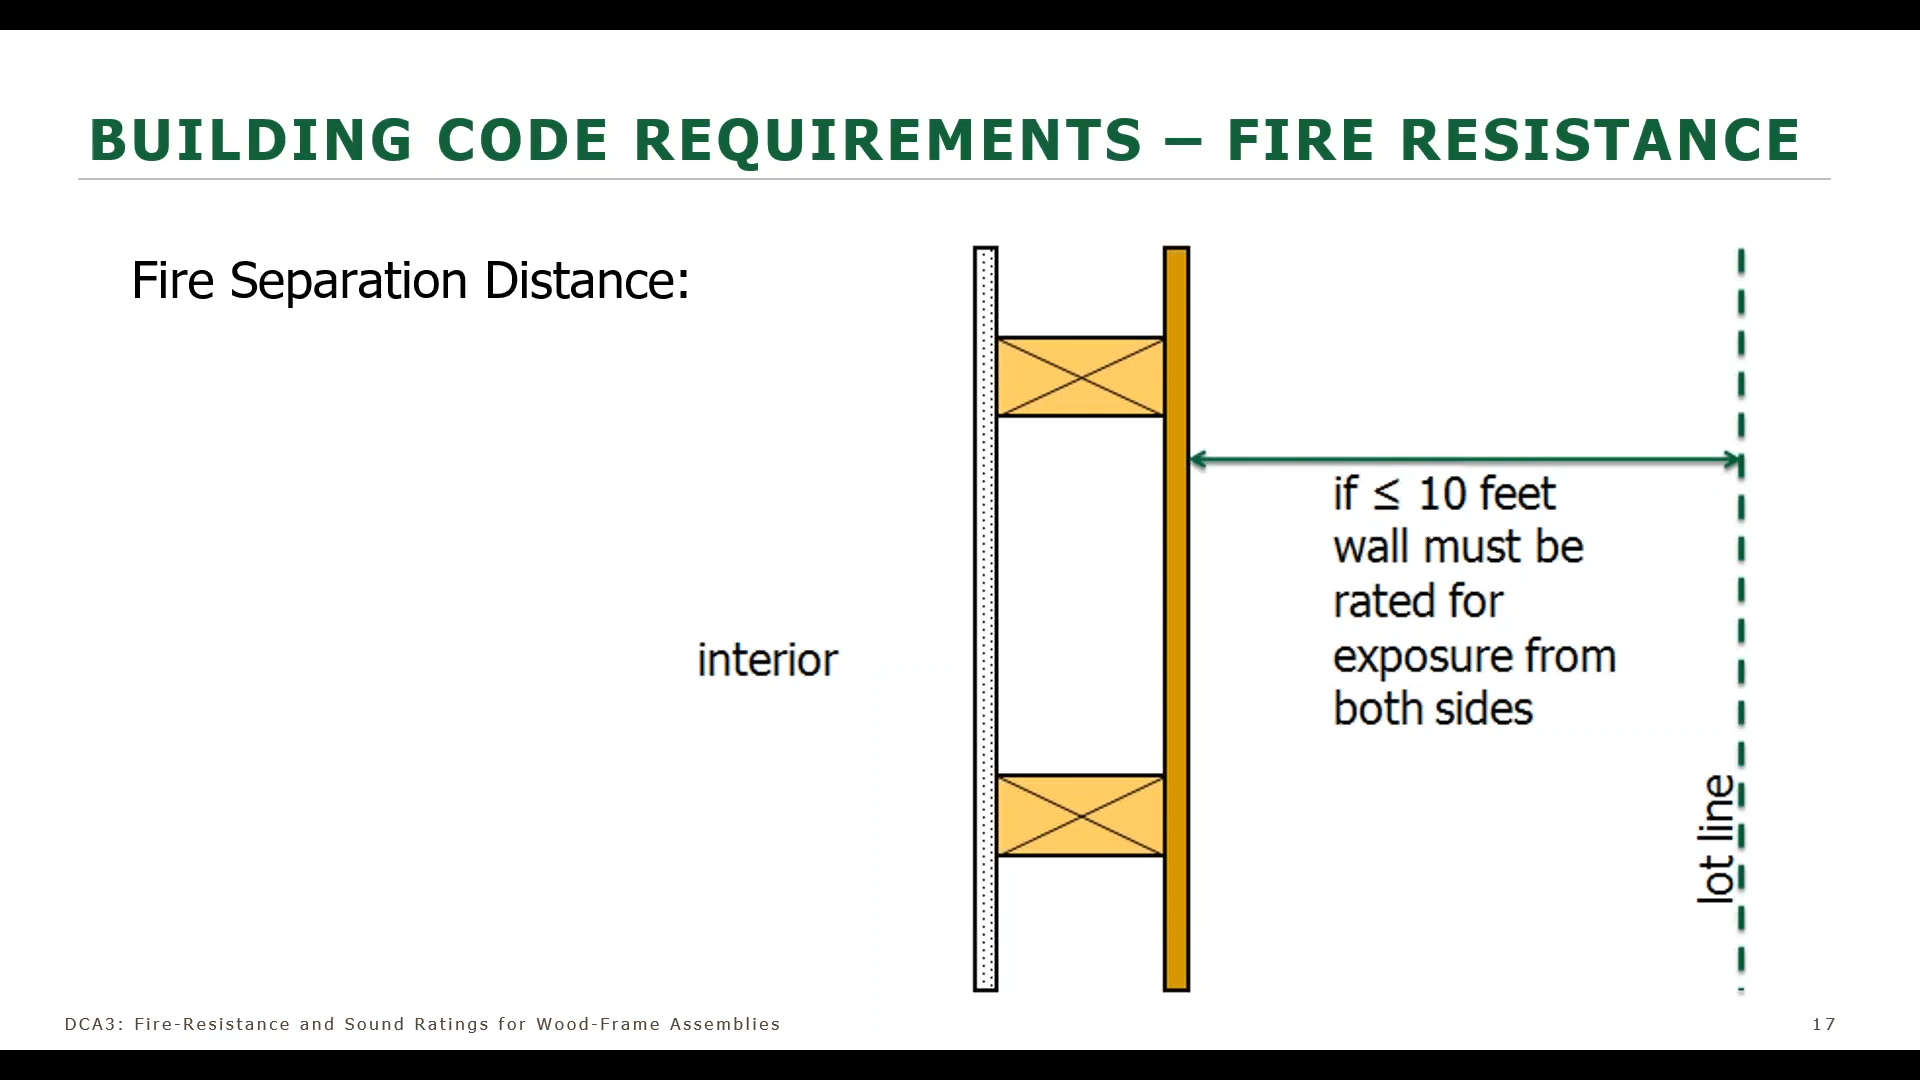 BUILDING CODE REQUIREMENTS – FIRE RESISTANCE
Fire Separation Distance:
if ≤ 10 feet
wall must be
rated for
exposure from
both sides
interior
lot line
DCA3: Fire-Resistance and Sound Ratings for Wood-Frame Assemblies
17